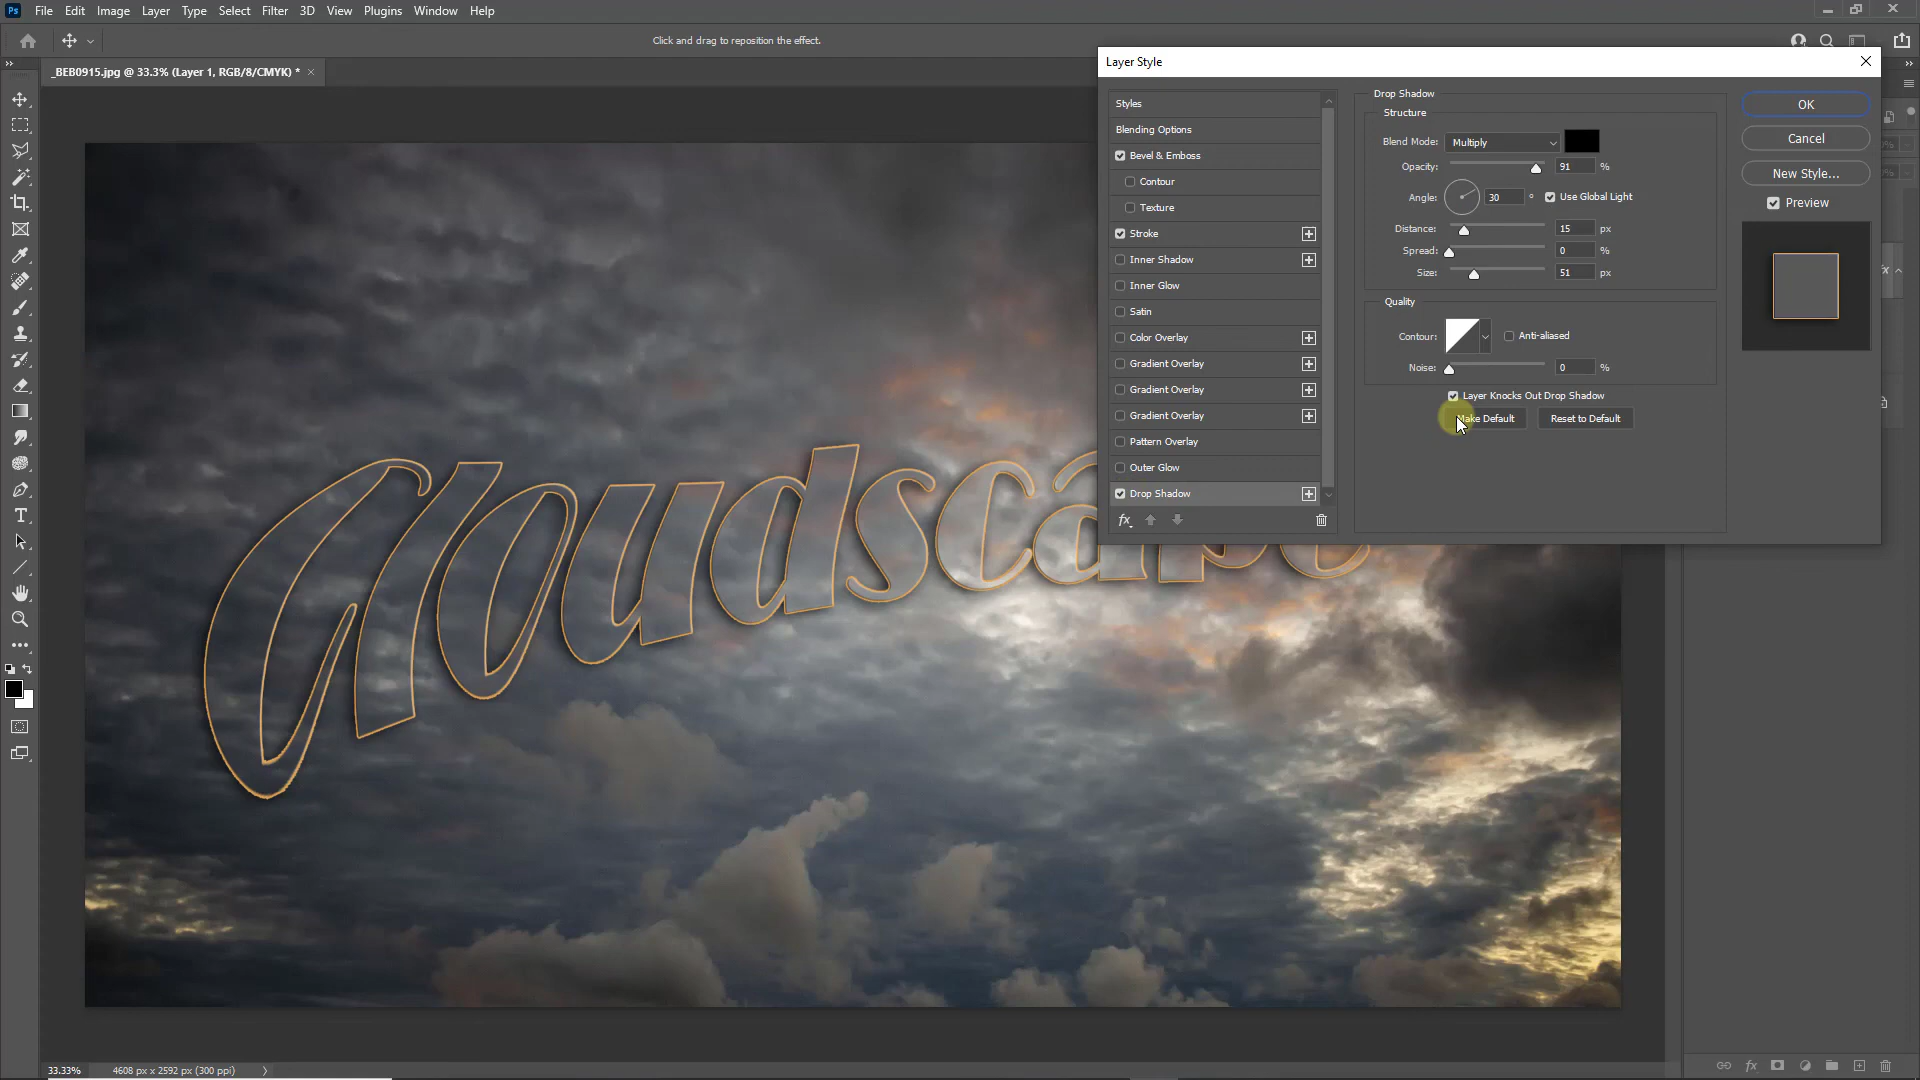 Ps File Edit Image Layer Type Select Filter 3D View Plugins Window Help
Click and drag to reposition the effect.
_BEB0915.jpg @ 33.3% (Layer 1, RGB/8/CMYK) *
Layer Style
Styles
Blending Options
Bevel & Emboss
Contour
Texture
Stroke
Inner Shadow
Inner Glow
Satin
Color Overlay
Gradient Overlay
Gradient Overlay
Gradient Overlay
Pattern Overlay
Outer Glow
Drop Shadow
fx
Drop Shadow
Structure
Blend Mode: Multiply
Opacity: 91 %
Angle: 30 ° Use Global Light
Distance: 15 px
Spread: 0 %
Size: 51 px
Quality
Contour: Anti-aliased
Noise: 0 %
Layer Knocks Out Drop Shadow
Make Default Reset to Default
OK
Cancel
New Style...
Preview
Cloudscape
T
33.33% 4608 px x 2592 px (300 ppi)
fx